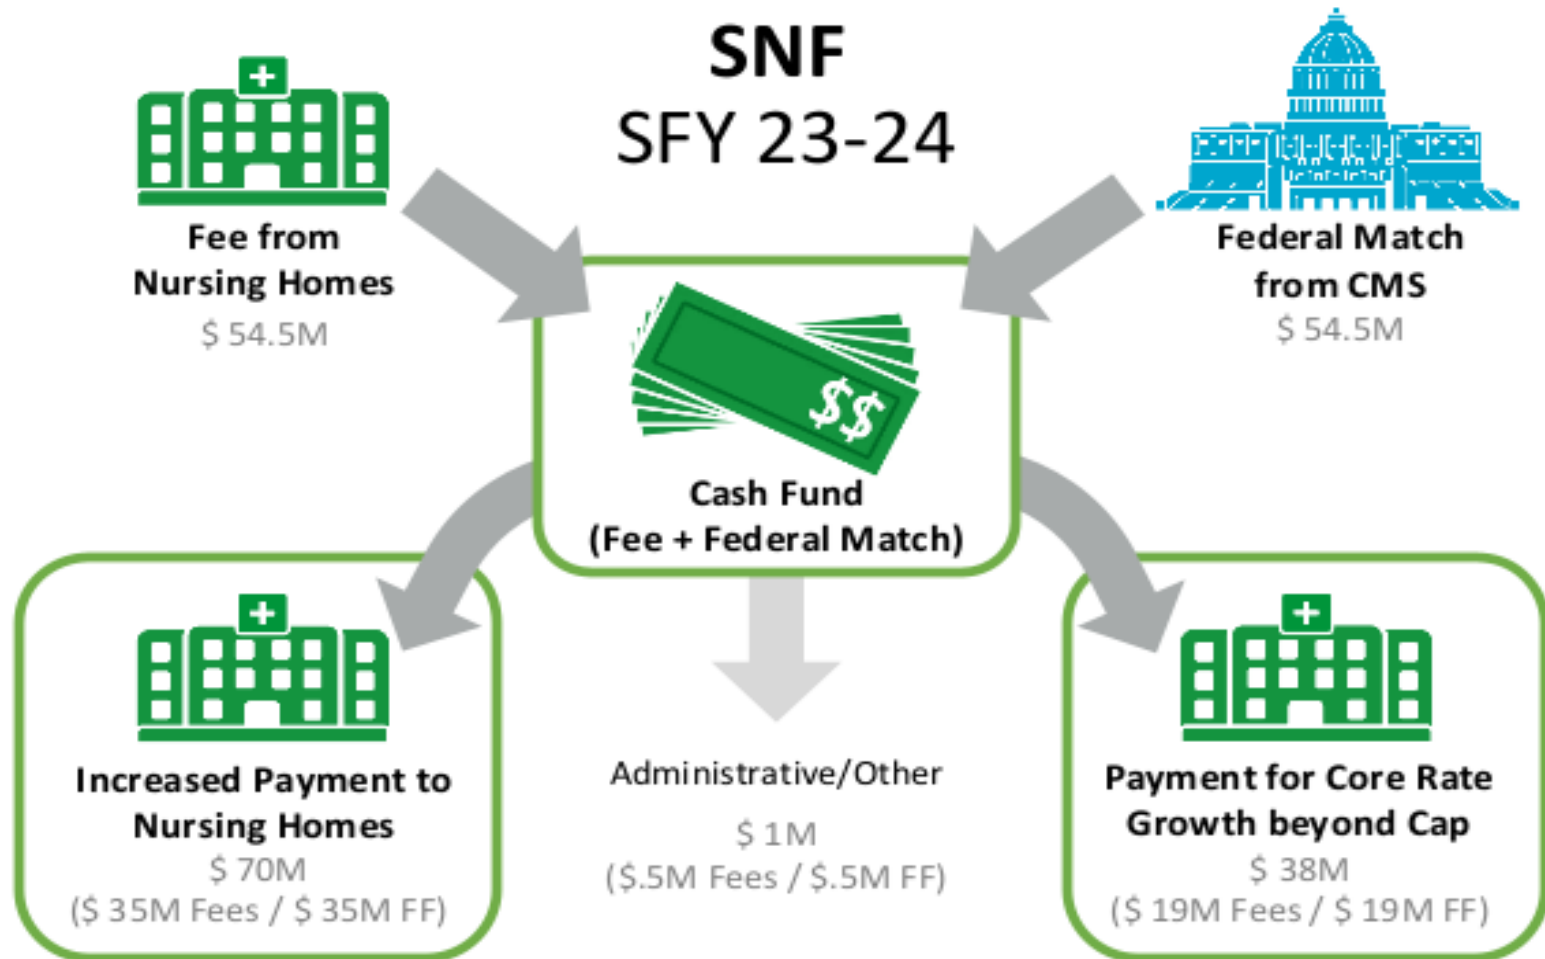 SNF
SFY 23-24
Fee from
Nursing Homes
$ 54.5M
Federal Match
from CMS
$ 54.5M
$$
Cash Fund
(Fee + Federal Match)
Increased Payment to
Nursing Homes
$ 70M
($ 35M Fees / $ 35M FF)
Administrative/Other
$ 1M
($.5M Fees / $.5M FF)
Payment for Core Rate
Growth beyond Cap
$ 38M
($ 19M Fees / $ 19M FF)